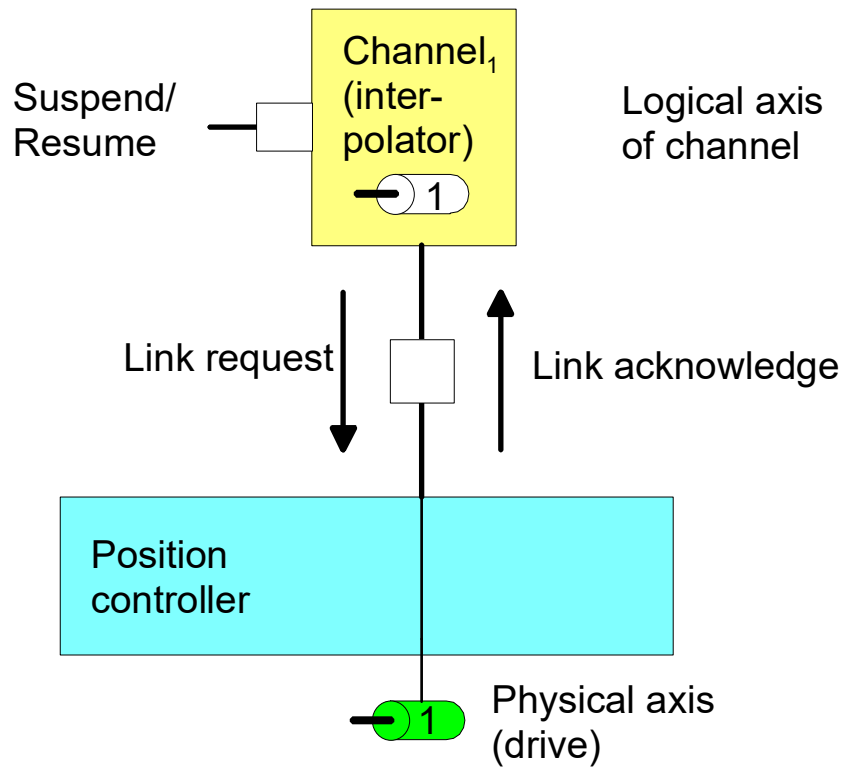 Channel₁
(inter-
polator)
1
Suspend/
Resume
Logical axis
of channel
Link request
Link acknowledge
Position
controller
1
Physical axis
(drive)